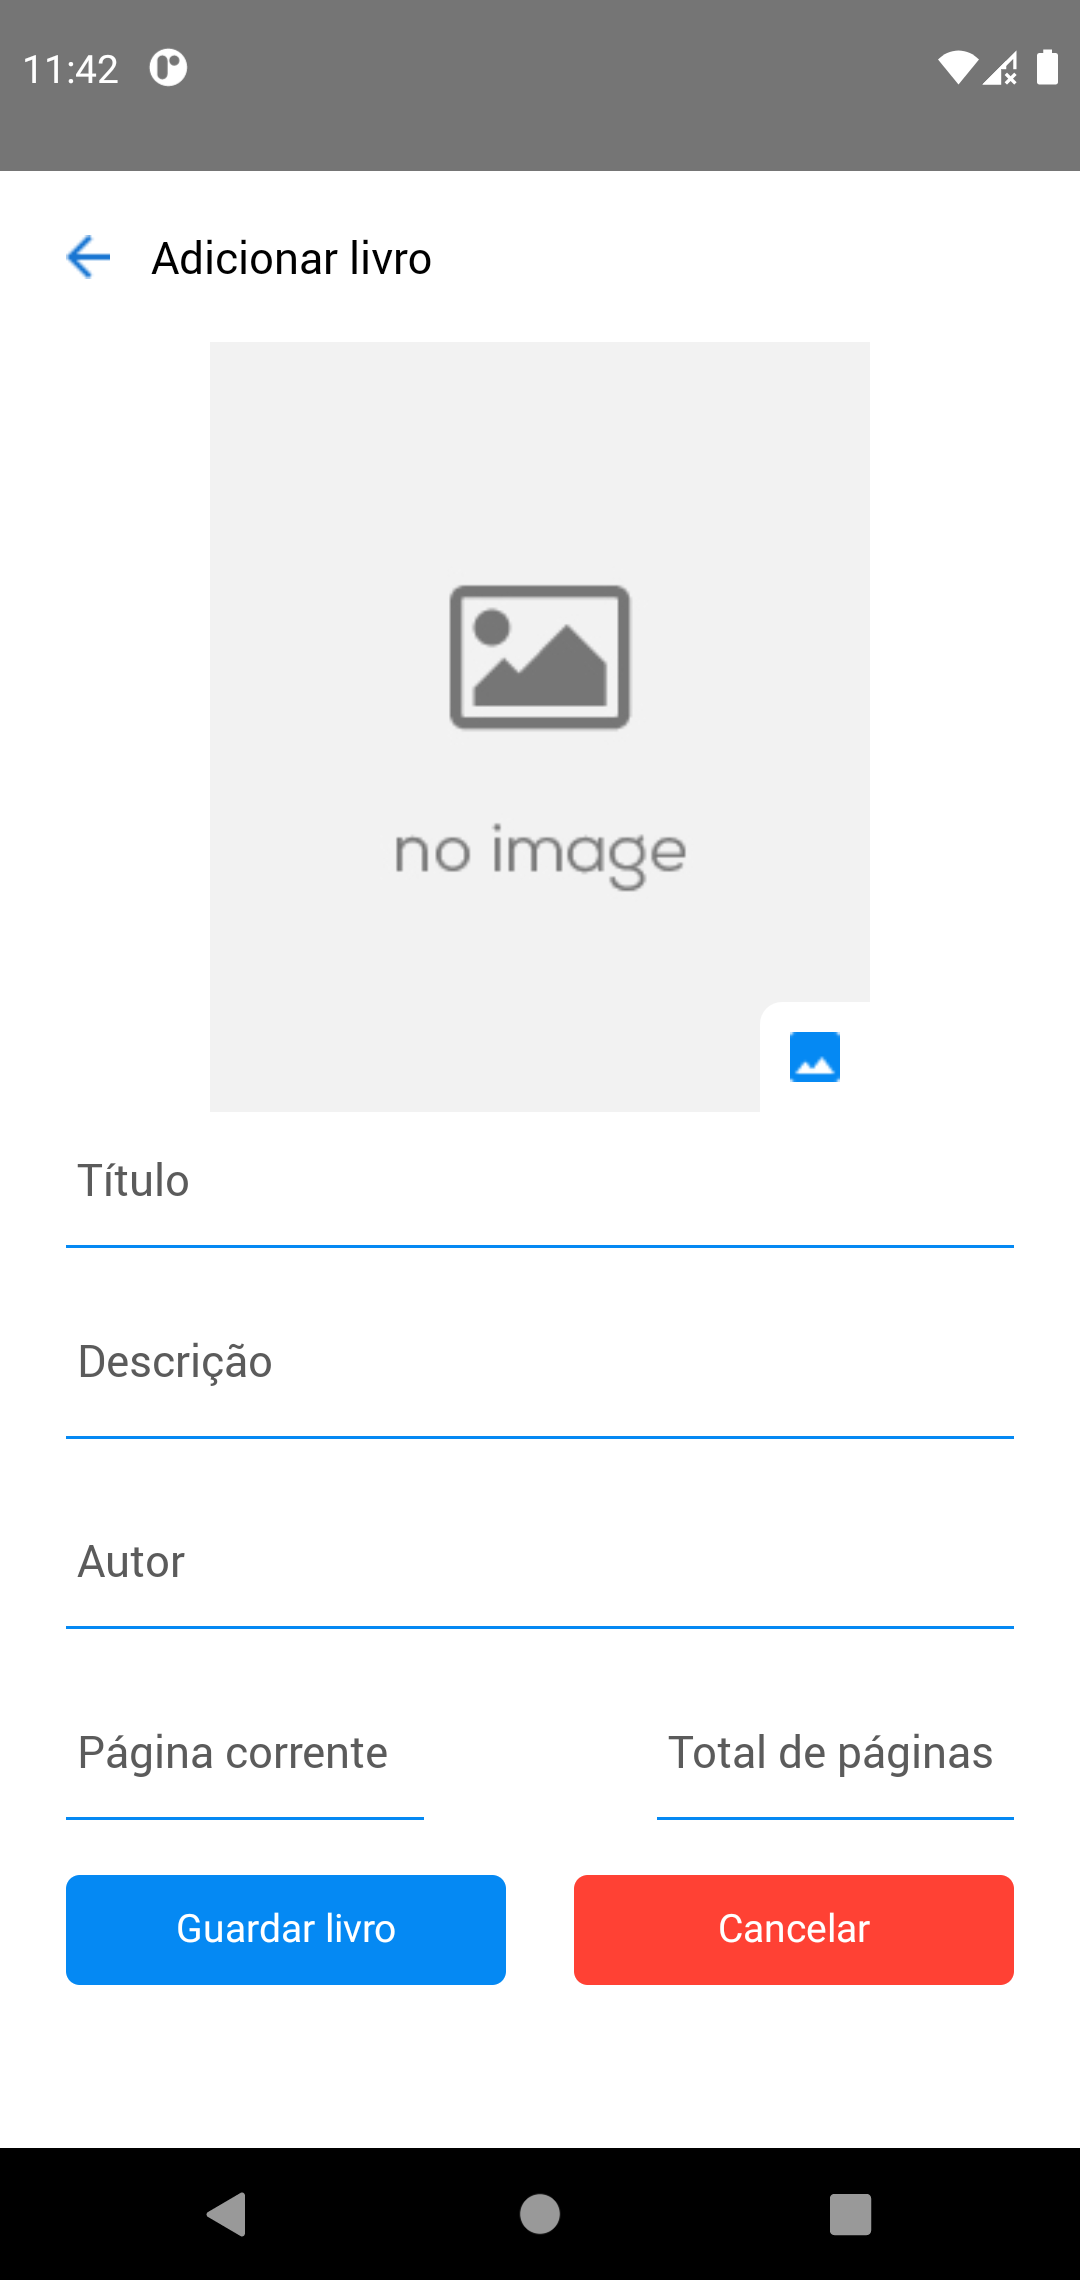 11:42
Adicionar livro
no image
Título
Descrição
Autor
Página corrente
Total de páginas
Guardar livro
Cancelar